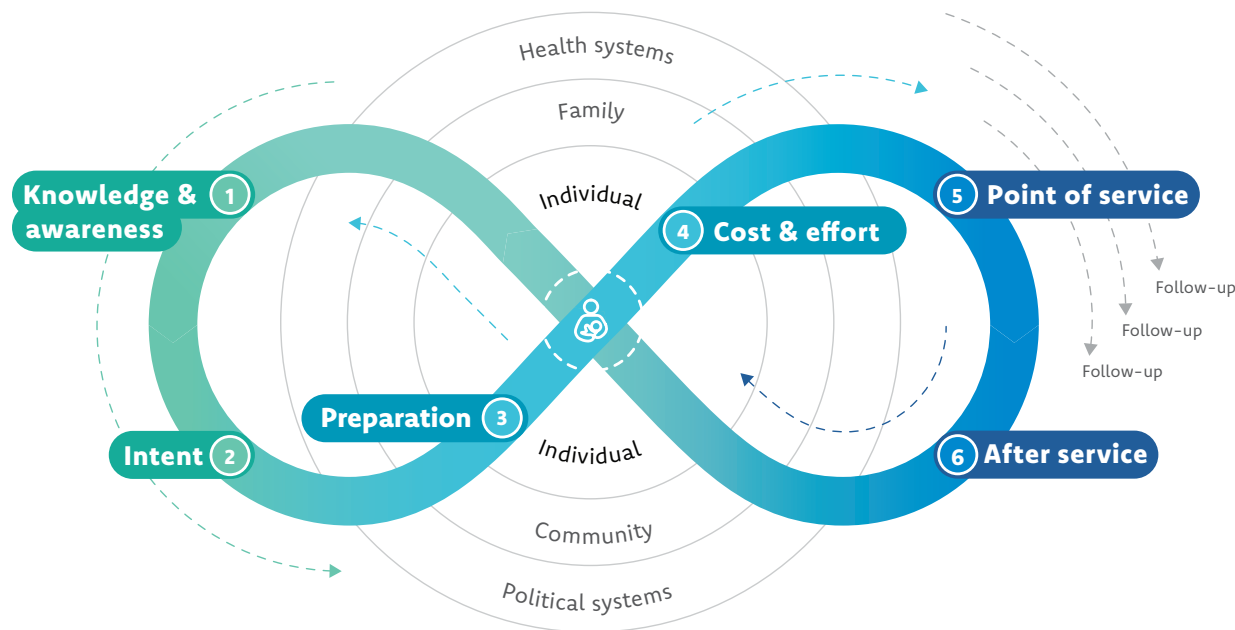 Health systems
Family
Individual
Knowledge &
awareness
1
5 Point of service
4 Cost & effort
Follow-up
Follow-up
Follow-up
Preparation 3
Intent 2
Individual
6 After service
Community
Political systems